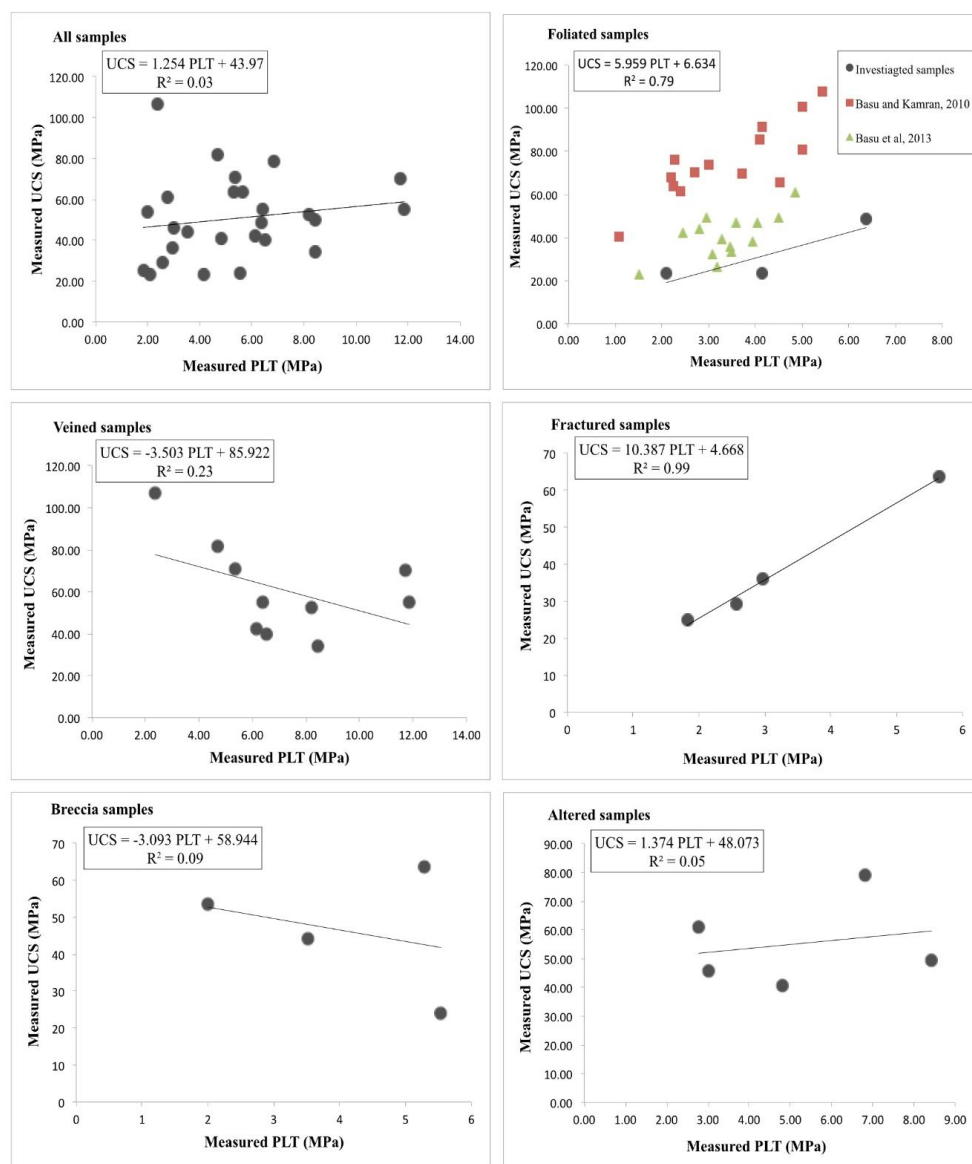 All samples
UCS = 1.254 PLT + 43.97
R² = 0.03
120.00
100.00
80.00
60.00
40.00
20.00
0.00
0.00 2.00 4.00 6.00 8.00 10.00 12.00 14.00
Measured UCS (MPa)
Measured PLT (MPa)
Foliated samples
UCS = 5.959 PLT + 6.634
R² = 0.79
Investiagted samples
Basu and Kamran, 2010
Basu et al, 2013
120.00
100.00
80.00
60.00
40.00
20.00
0.00
0.00 1.00 2.00 3.00 4.00 5.00 6.00 7.00 8.00
Measured UCS (MPa)
Measured PLT (MPa)
Veined samples
UCS = -3.503 PLT + 85.922
R² = 0.23
120.00
100.00
80.00
60.00
40.00
20.00
0.00
0.00 2.00 4.00 6.00 8.00 10.00 12.00 14.00
Measured UCS (MPa)
Measured PLT (MPa)
Fractured samples
UCS = 10.387 PLT + 4.668
R² = 0.99
70
60
50
40
30
20
10
0
0 1 2 3 4 5 6
Measured UCS (MPa)
Measured PLT (MPa)
Breccia samples
UCS = -3.093 PLT + 58.944
R² = 0.09
70
60
50
40
30
20
10
0
0 1 2 3 4 5 6
Measured UCS (MPa)
Measured PLT (MPa)
Altered samples
UCS = 1.374 PLT + 48.073
R² = 0.05
90.00
80.00
70.00
60.00
50.00
40.00
30.00
20.00
10.00
0.00
0.00 1.00 2.00 3.00 4.00 5.00 6.00 7.00 8.00 9.00
Measured UCS (MPa)
Measured PLT (MPa)